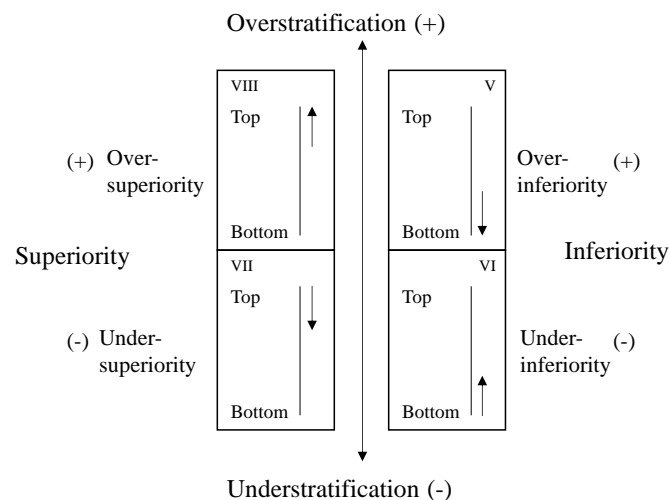 Overstratification (+)
VIII
V
Top
Top
(+) Over-
superiority
Over- (+)
inferiority
Bottom
Bottom
Superiority
Inferiority
VII
VI
Top
Top
(-) Under-
superiority
Under- (-)
inferiority
Bottom
Bottom
Understratification (-)